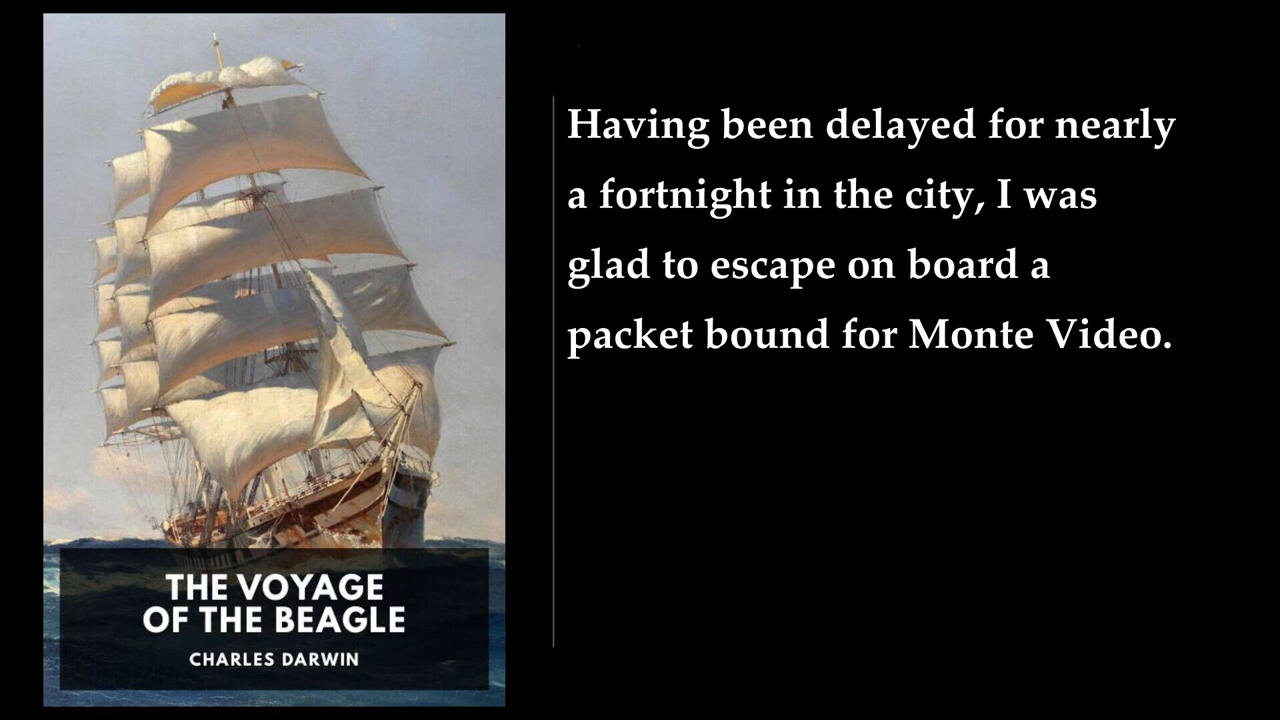 Having been delayed for nearly
a fortnight in the city, I was
glad to escape on board a
packet bound for Monte Video.
THE VOYAGE
OF THE BEAGLE
CHARLES DARWIN